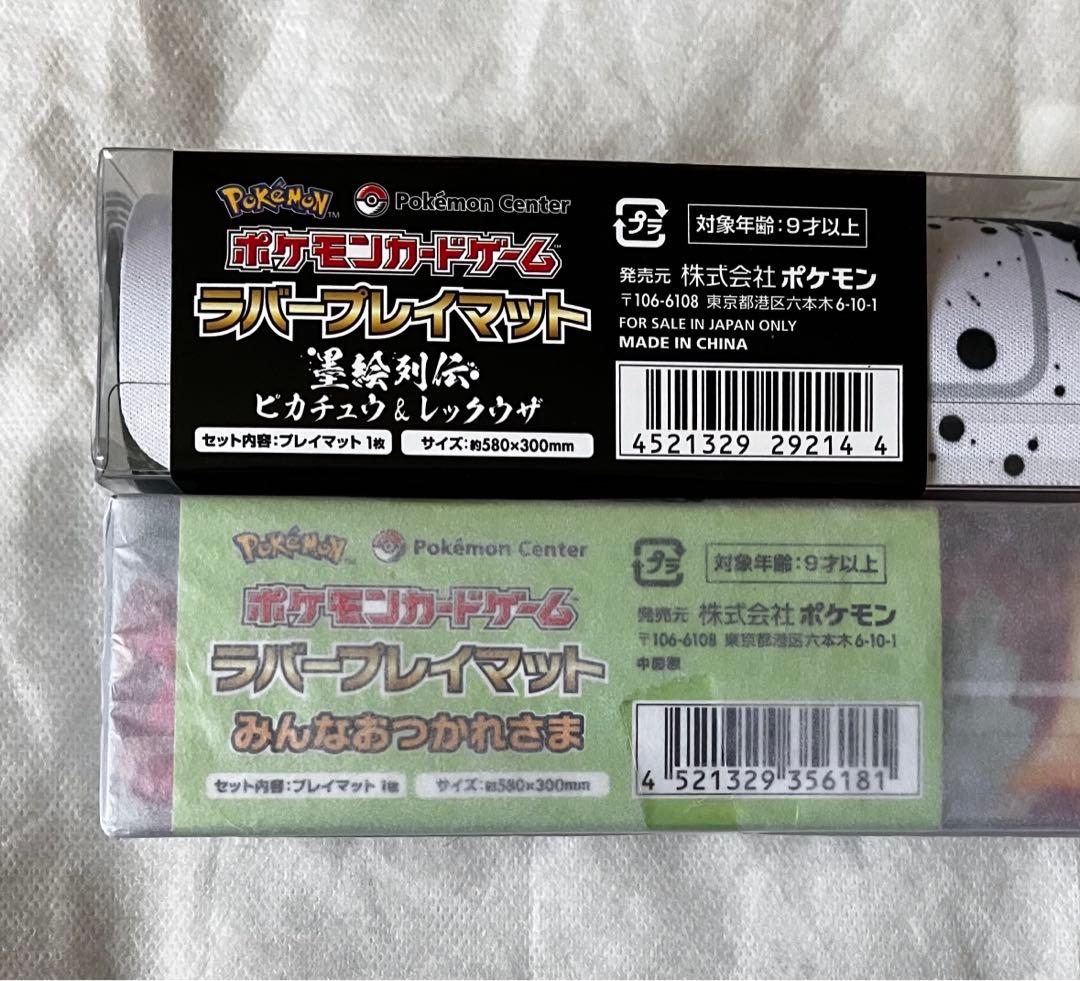 POKéMON™ Pokémon Center
ポケモンカードゲーム™
ラバープレイマット
墨絵列伝
ピカチュウ&レックウザ
セット内容:プレイマット 1枚 サイズ:約580×300mm
プラ 対象年齢:9才以上
発売元 株式会社 ポケモン
〒106-6108 東京都港区六本木6-10-1
FOR SALE IN JAPAN ONLY
MADE IN CHINA
4521329 29214 4
POKéMON™ Pokémon Center
ポケモンカードゲーム
ラバープレイマット
みんなおつかれさま
セット内容:プレイマット 1枚 サイズ:約580×300mm
プラ 対象年齢:9才以上
発売元 株式会社 ポケモン
〒106-6108 東京都港区六本木6-10-1
中国製
4 521329 356181